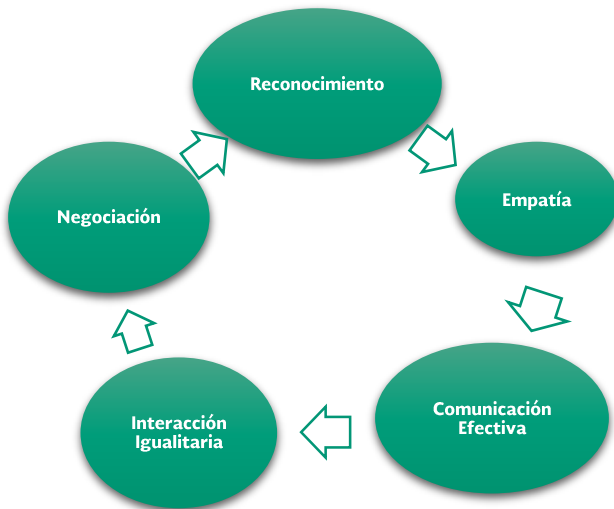 Reconocimiento
Empatía
Comunicación
Efectiva
Interacción
Igualitaria
Negociación